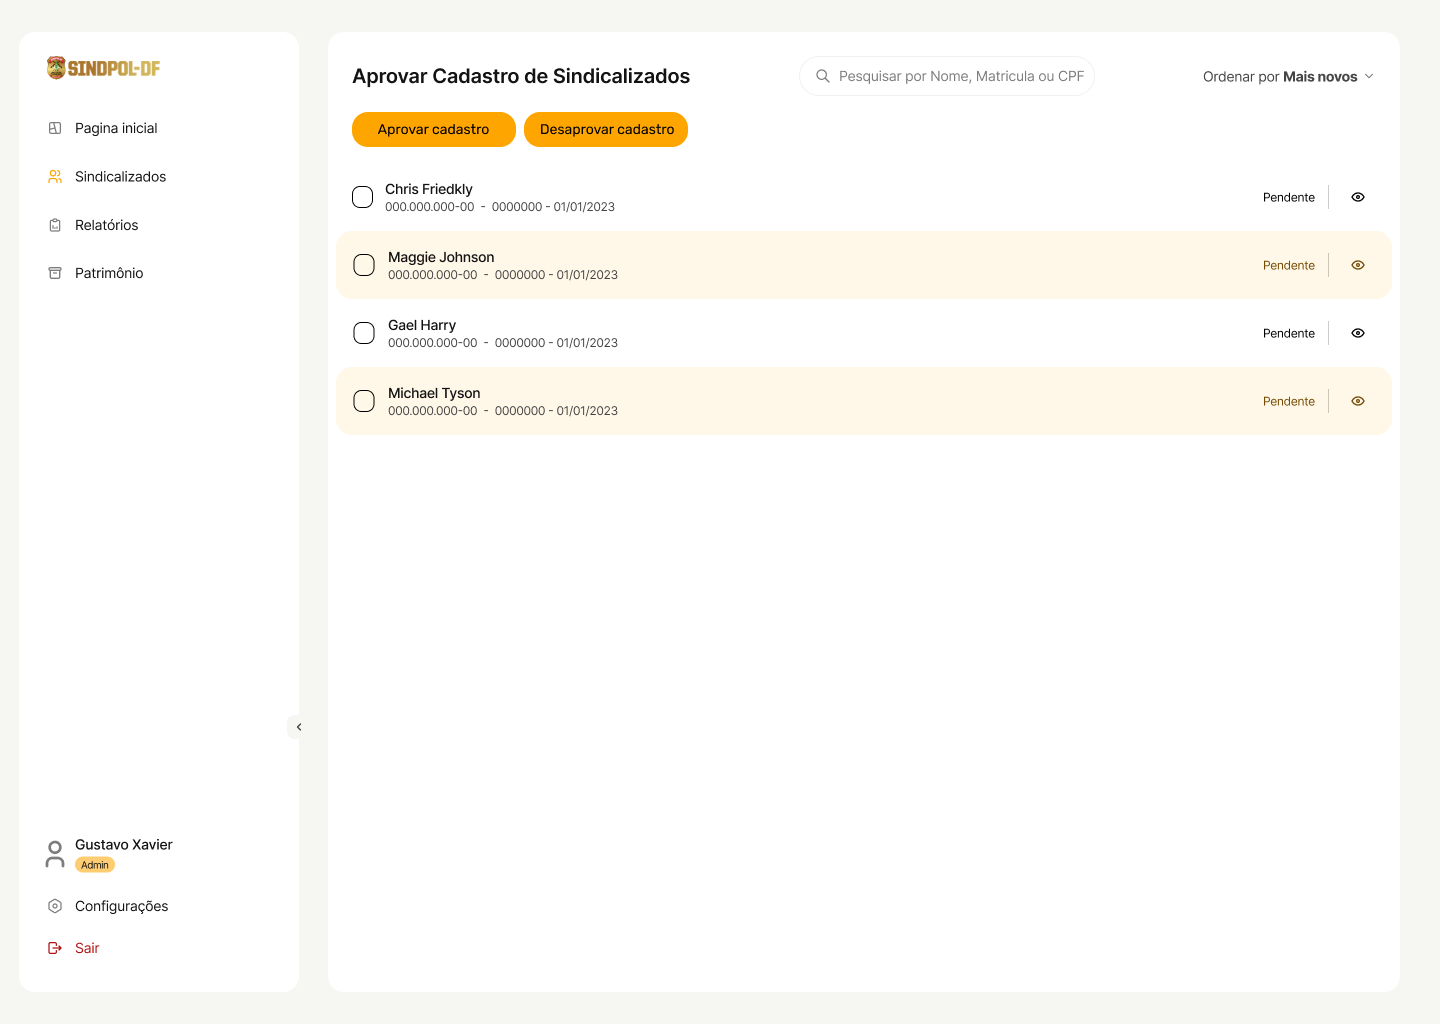 SINDPOL-DF
Pagina inicial
Sindicalizados
Relatórios
Patrimônio
Gustavo Xavier
Admin
Configurações
Sair
Aprovar Cadastro de Sindicalizados
Pesquisar por Nome, Matricula ou CPF
Ordenar por Mais novos
Aprovar cadastro
Desaprovar cadastro
Chris Friedkly
000.000.000-00 - 0000000 - 01/01/2023
Pendente
Maggie Johnson
000.000.000-00 - 0000000 - 01/01/2023
Pendente
Gael Harry
000.000.000-00 - 0000000 - 01/01/2023
Pendente
Michael Tyson
000.000.000-00 - 0000000 - 01/01/2023
Pendente